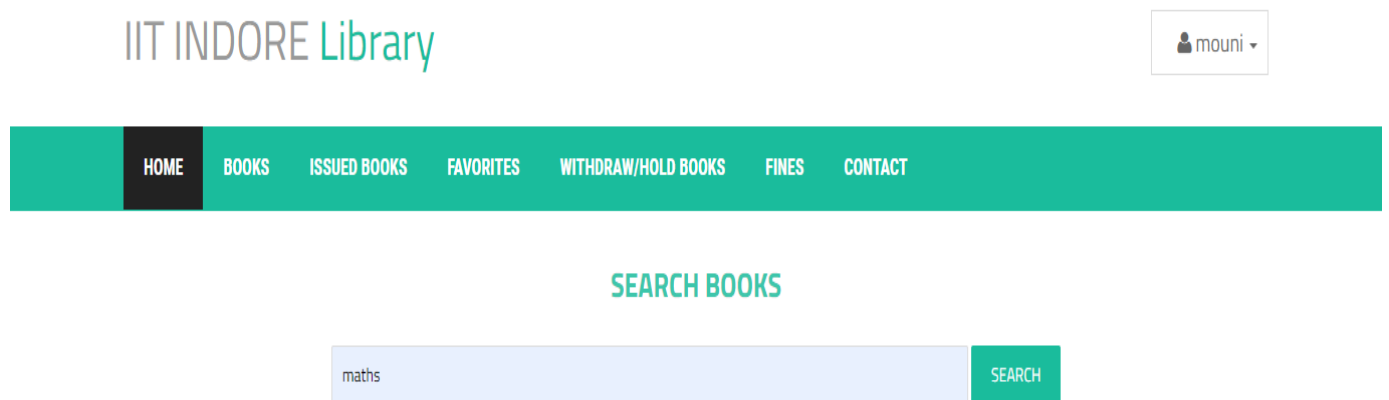 IIT INDORE Library
mouni
HOME BOOKS ISSUED BOOKS FAVORITES WITHDRAW/HOLD BOOKS FINES CONTACT
SEARCH BOOKS
maths SEARCH